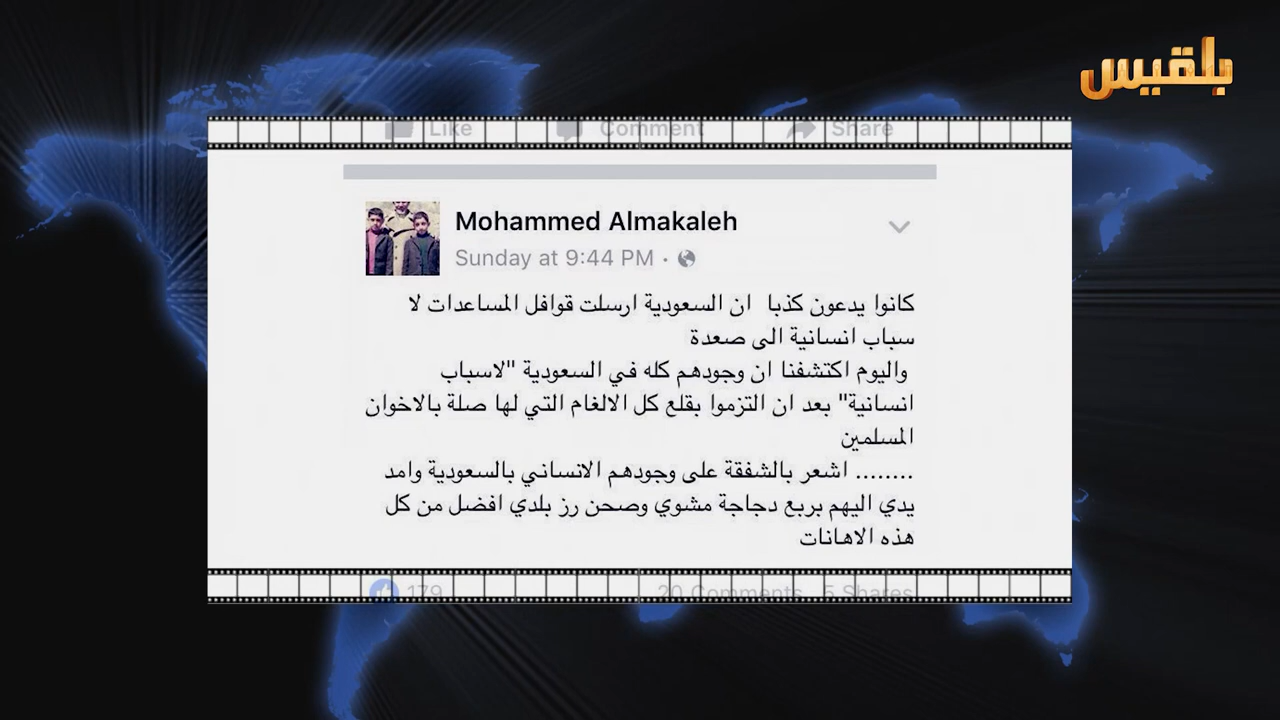 بلقيس
Like Comment Share
Mohammed Almakaleh
Sunday at 9:44 PM ·
كانوا يدعون كذبا ان السعودية ارسلت قوافل المساعدات لا
سباب انسانية الى صعدة
واليوم اكتشفنا ان وجودهم كله في السعودية "لاسباب
انسانية" بعد ان التزموا بقلع كل الالغام التي لها صلة بالاخوان
المسلمين
........ اشعر بالشفقة على وجودهم الانساني بالسعودية وامد
يدي اليهم بربع دجاجة مشوي وصحن رز بلدي افضل من كل
هذه الاهانات
179 20 Comments 5 Shares